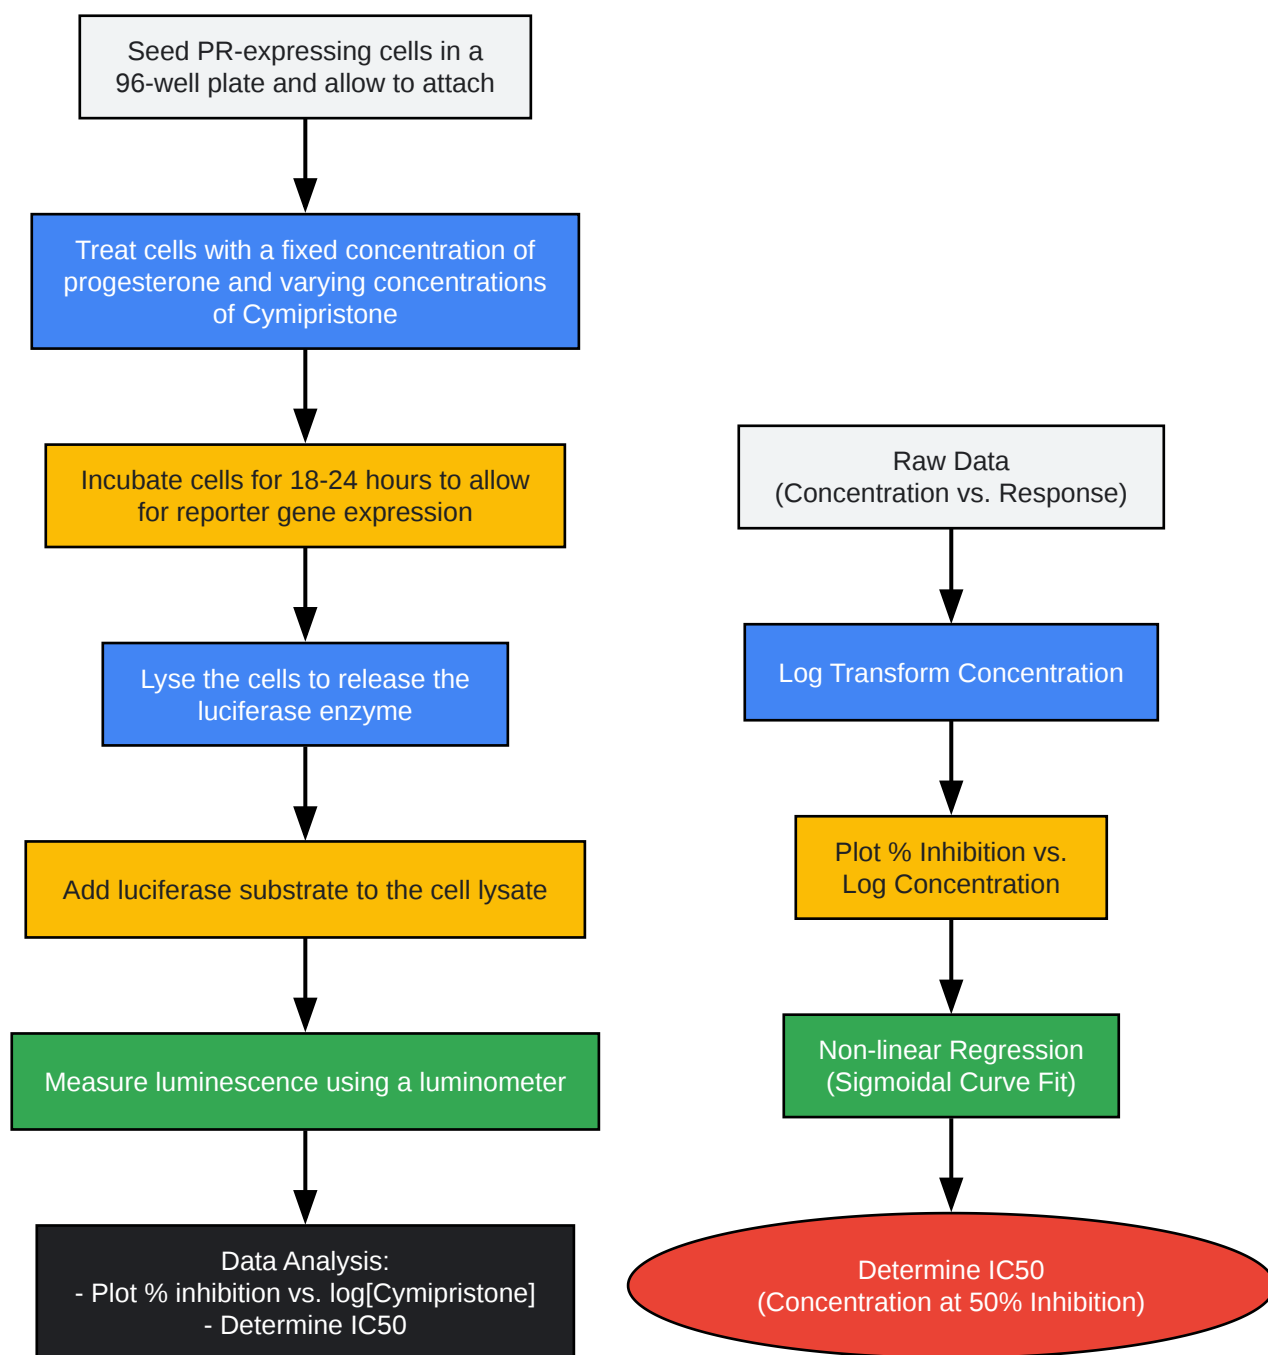 Seed PR-expressing cells in a
96-well plate and allow to attach
Treat cells with a fixed concentration of
progesterone and varying concentrations
of Cymipristone
Incubate cells for 18-24 hours to allow
for reporter gene expression
Lyse the cells to release the
luciferase enzyme
Add luciferase substrate to the cell lysate
Measure luminescence using a luminometer
Data Analysis:
- Plot % inhibition vs. log[Cymipristone]
- Determine IC50
Raw Data
(Concentration vs. Response)
Log Transform Concentration
Plot % Inhibition vs.
Log Concentration
Non-linear Regression
(Sigmoidal Curve Fit)
Determine IC50
(Concentration at 50% Inhibition)